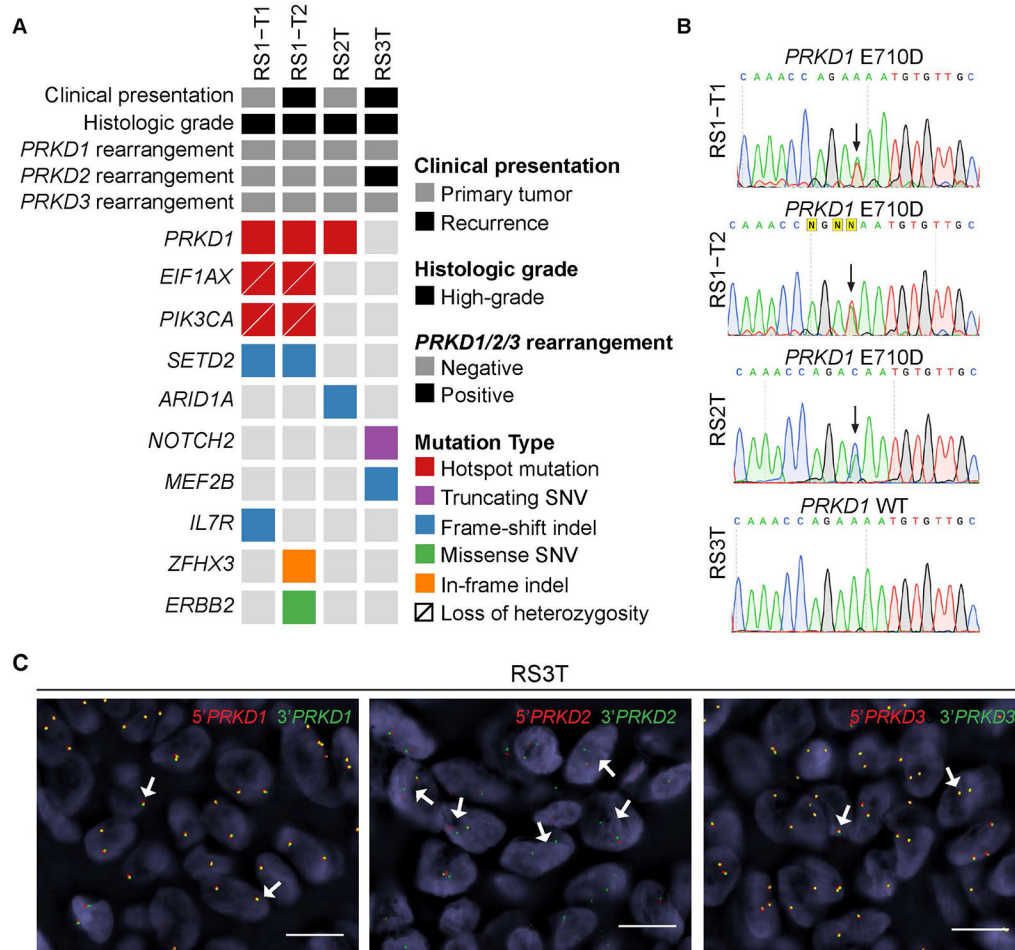 A
RS1−T1
RS1−T2
RS2T
RS3T
Clinical presentation
Histologic grade
PRKD1 rearrangement
PRKD2 rearrangement
PRKD3 rearrangement
PRKD1
EIF1AX
PIK3CA
SETD2
ARID1A
NOTCH2
MEF2B
IL7R
ZFHX3
ERBB2
Clinical presentation
Primary tumor
Recurrence
Histologic grade
High-grade
PRKD1/2/3 rearrangement
Negative
Positive
Mutation Type
Hotspot mutation
Truncating SNV
Frame-shift indel
Missense SNV
In-frame indel
Loss of heterozygosity
B
RS1−T1
PRKD1 E710D
C A A A C C A G A A A A T G T G T T G C
RS1−T2
PRKD1 E710D
C A A A C C N G N N A A T G T G T T G C
RS2T
PRKD1 E710D
C A A A C C A G A C A A T G T G T T G C
RS3T
PRKD1 WT
C A A A C C A G A A A A T G T G T T G C
C
RS3T
5'PRKD1 3'PRKD1
5'PRKD2 3'PRKD2
5'PRKD3 3'PRKD3